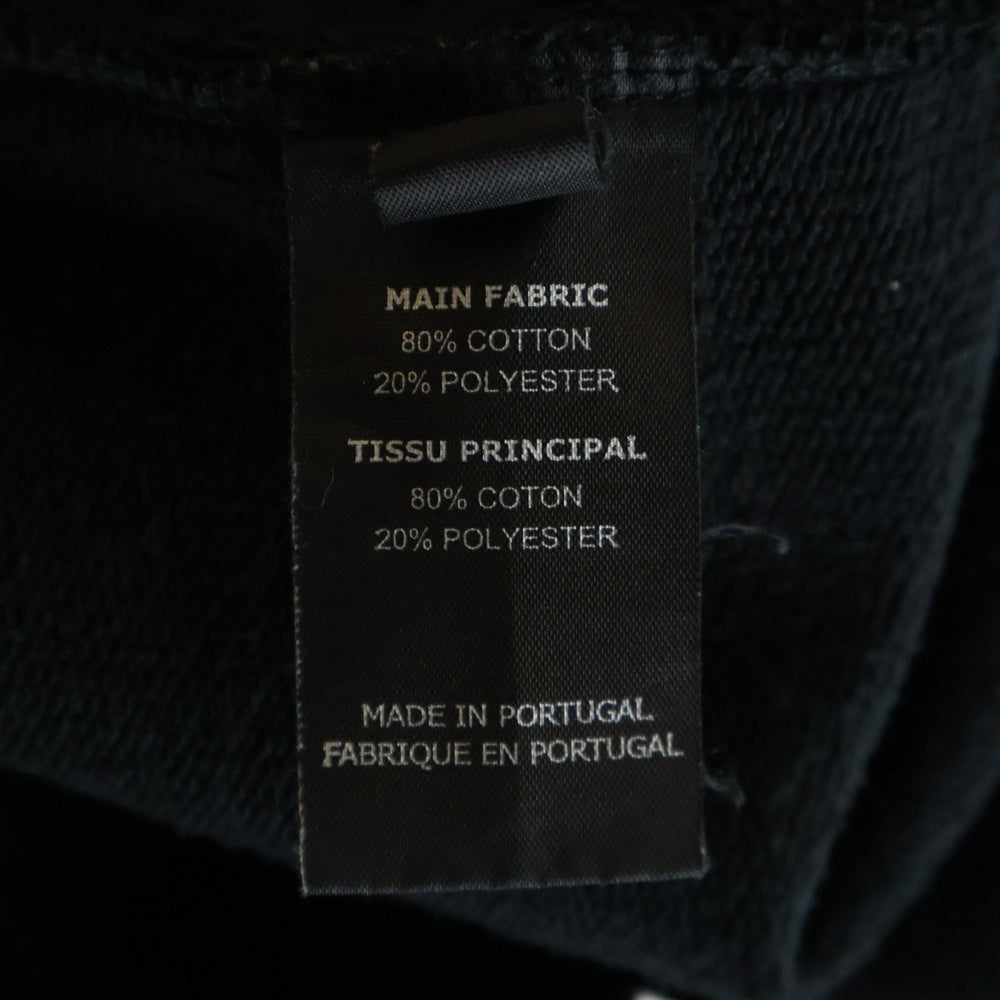 MAIN FABRIC
80% COTTON
20% POLYESTER
TISSU PRINCIPAL
80% COTON
20% POLYESTER
MADE IN PORTUGAL
FABRIQUE EN PORTUGAL